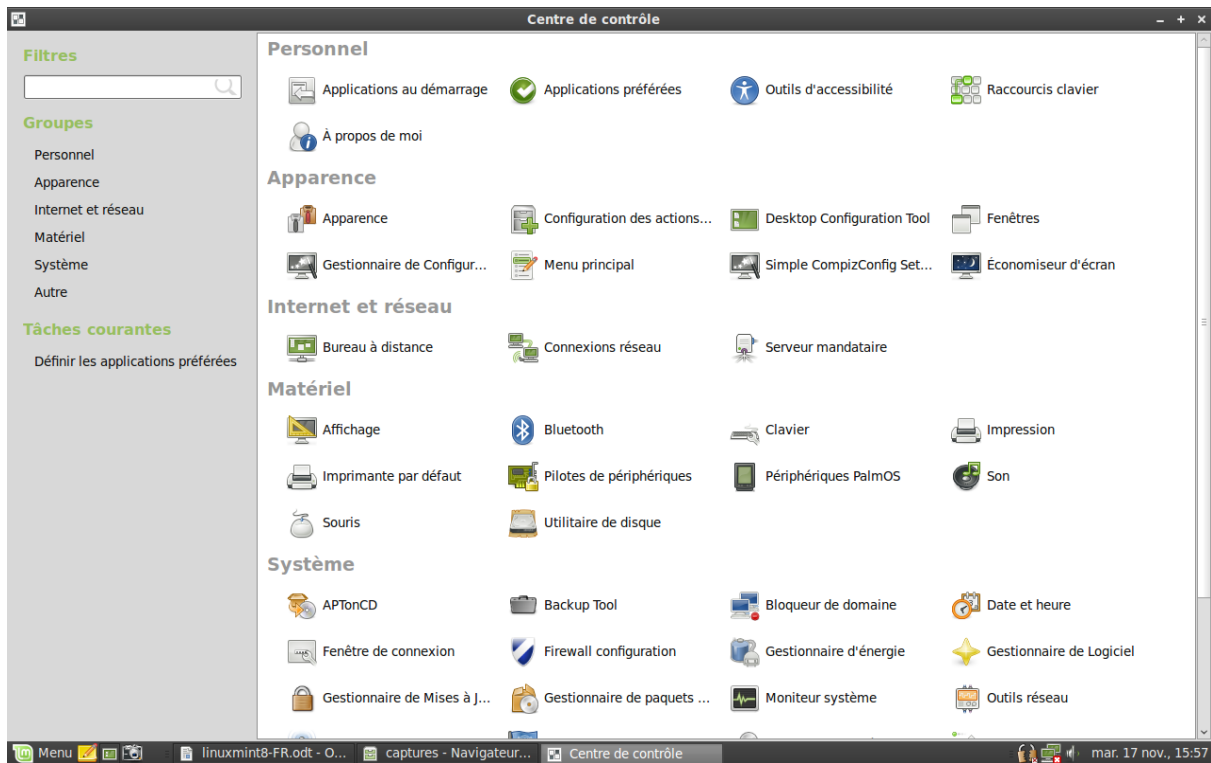 Centre de contrôle
Filtres
Groupes
Personnel
Apparence
Internet et réseau
Matériel
Système
Autre
Tâches courantes
Définir les applications préférées
Personnel
Applications au démarrage
Applications préférées
Outils d'accessibilité
Raccourcis clavier
À propos de moi
Apparence
Apparence
Configuration des actions...
Desktop Configuration Tool
Fenêtres
Gestionnaire de Configur...
Menu principal
Simple CompizConfig Set...
Économiseur d'écran
Internet et réseau
Bureau à distance
Connexions réseau
Serveur mandataire
Matériel
Affichage
Bluetooth
Clavier
Impression
Imprimante par défaut
Pilotes de périphériques
Périphériques PalmOS
Son
Souris
Utilitaire de disque
Système
APTonCD
Backup Tool
Bloqueur de domaine
Date et heure
Fenêtre de connexion
Firewall configuration
Gestionnaire d'énergie
Gestionnaire de Logiciel
Gestionnaire de Mises à J...
Gestionnaire de paquets ...
Moniteur système
Outils réseau
Menu
linuxmint8-FR.odt - O...
captures - Navigateur...
Centre de contrôle
mar. 17 nov., 15:57